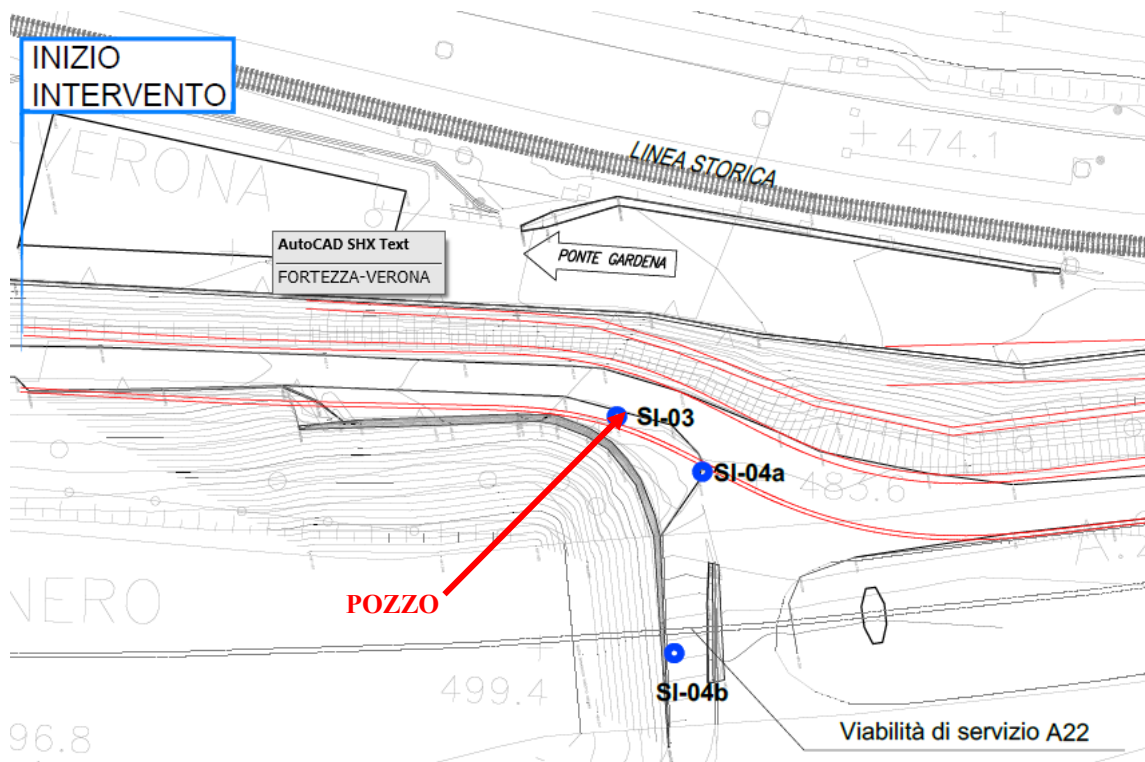 INIZIO
INTERVENTO
VERONA
474.1
LINEA STORICA
AutoCAD SHX Text
FORTEZZA-VERONA
PONTE GARDENA
SI-03
SI-04a
483.6
POZZO
NERO
499.4
SI-04b
96.8
Viabilità di servizio A22